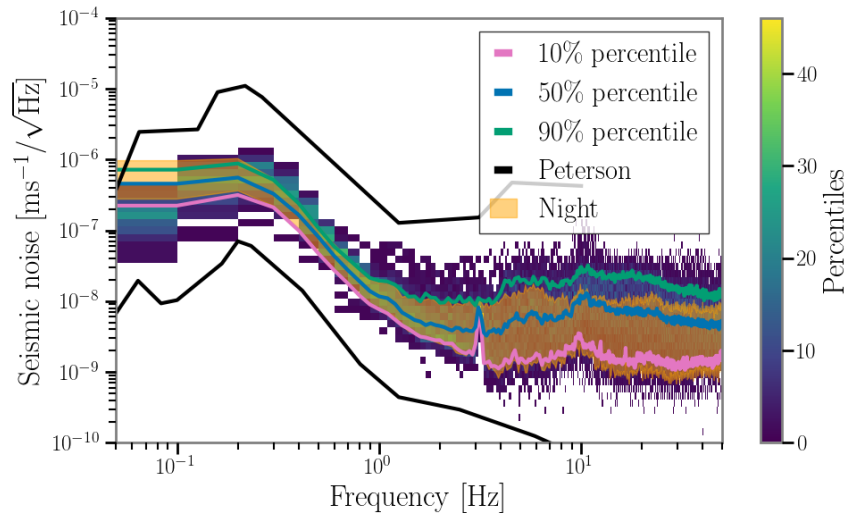 10⁻⁴
10⁻⁵
10⁻⁶
10⁻⁷
10⁻⁸
10⁻⁹
10⁻¹⁰
Seismic noise [ms⁻¹/√Hz]
10% percentile
50% percentile
90% percentile
Peterson
Night
10⁻¹ 10⁰ 10¹
Frequency [Hz]
40
30
20
10
0
Percentiles